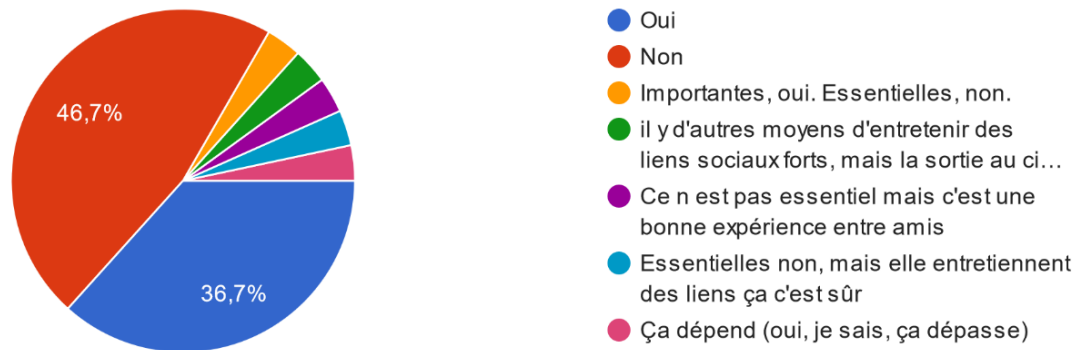 46,7%
36,7%
Oui
Non
Importantes, oui. Essentielles, non.
il y d'autres moyens d'entretenir des
liens sociaux forts, mais la sortie au ci…
Ce n est pas essentiel mais c'est une
bonne expérience entre amis
Essentielles non, mais elle entretiennent
des liens ça c'est sûr
Ça dépend (oui, je sais, ça dépasse)